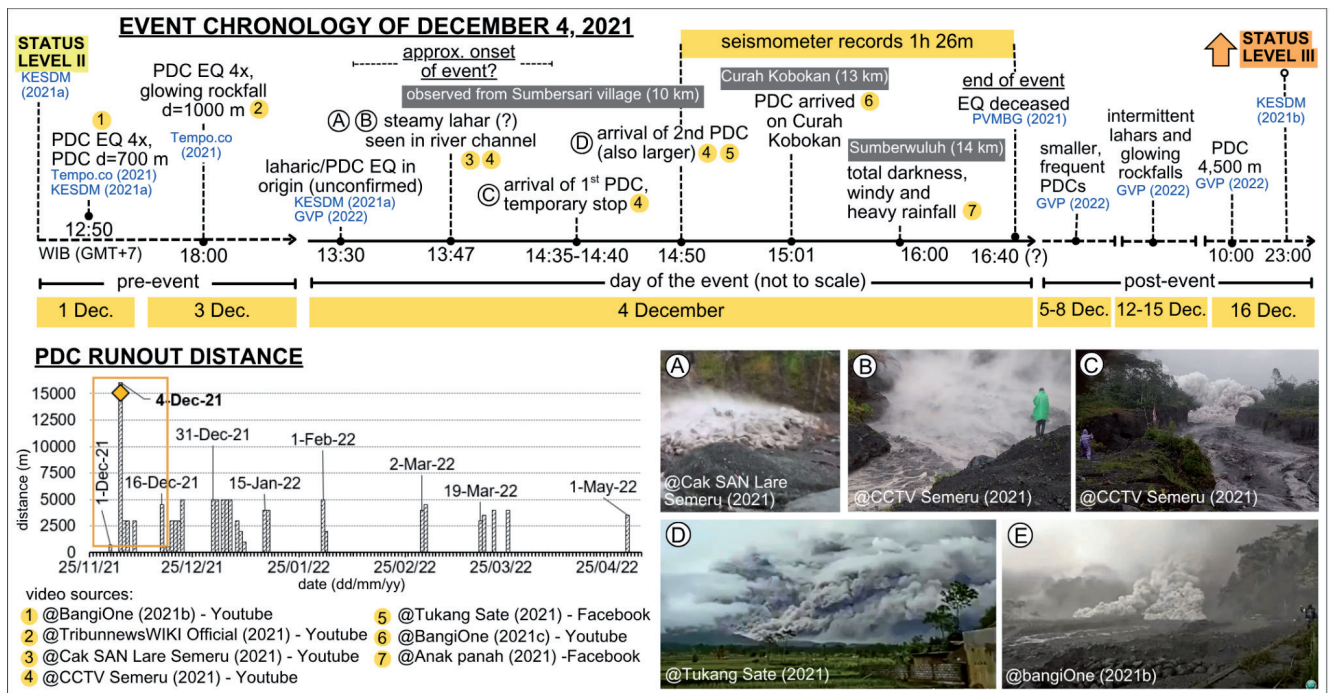 EVENT CHRONOLOGY OF DECEMBER 4, 2021
STATUS
LEVEL II
KESDM
(2021a)
1
PDC EQ 4x,
PDC d=700 m
Tempo.co (2021)
KESDM (2021a)
12:50
WIB (GMT+7)
PDC EQ 4x,
glowing rockfall
d=1000 m 2
Tempo.co
(2021)
18:00
approx. onset
of event?
observed from Sumbersari village (10 km)
laharic/PDC EQ in
origin (unconfirmed)
KESDM (2021a)
GVP (2022)
13:30
A B steamy lahar (?)
seen in river channel
3 4
13:47
C arrival of 1st PDC,
temporary stop 4
14:35-14:40
D arrival of 2nd PDC
(also larger) 4 5
14:50
seismometer records 1h 26m
Curah Kobokan (13 km)
PDC arrived 6
on Curah
Kobokan
15:01
Sumberwuluh (14 km)
total darkness,
windy and
heavy rainfall 7
16:00
end of event
EQ deceased
PVMBG (2021)
16:40 (?)
smaller,
frequent
PDCs
GVP (2022)
intermittent
lahars and
glowing
rockfalls
GVP (2022)
PDC
4,500 m
GVP (2022)
10:00
STATUS
LEVEL III
KESDM
(2021b)
23:00
pre-event
day of the event (not to scale)
post-event
1 Dec.
3 Dec.
4 December
5-8 Dec.
12-15 Dec.
16 Dec.
PDC RUNOUT DISTANCE
distance (m)
15000
12500
10000
7500
5000
2500
0
1-Dec-21
4-Dec-21
16-Dec-21
31-Dec-21
15-Jan-22
1-Feb-22
2-Mar-22
19-Mar-22
1-May-22
25/11/21
25/12/21
25/01/22
25/02/22
25/03/22
25/04/22
date (dd/mm/yy)
video sources:
1 @BangiOne (2021b) - Youtube
2 @TribunnewsWIKI Official (2021) - Youtube
3 @Cak SAN Lare Semeru (2021) - Youtube
4 @CCTV Semeru (2021) - Youtube
5 @Tukang Sate (2021) - Facebook
6 @BangiOne (2021c) - Youtube
7 @Anak panah (2021) -Facebook
A
@Cak SAN Lare
Semeru (2021)
B
@CCTV Semeru (2021)
C
@CCTV Semeru (2021)
D
@Tukang Sate (2021)
E
@bangiOne (2021b)